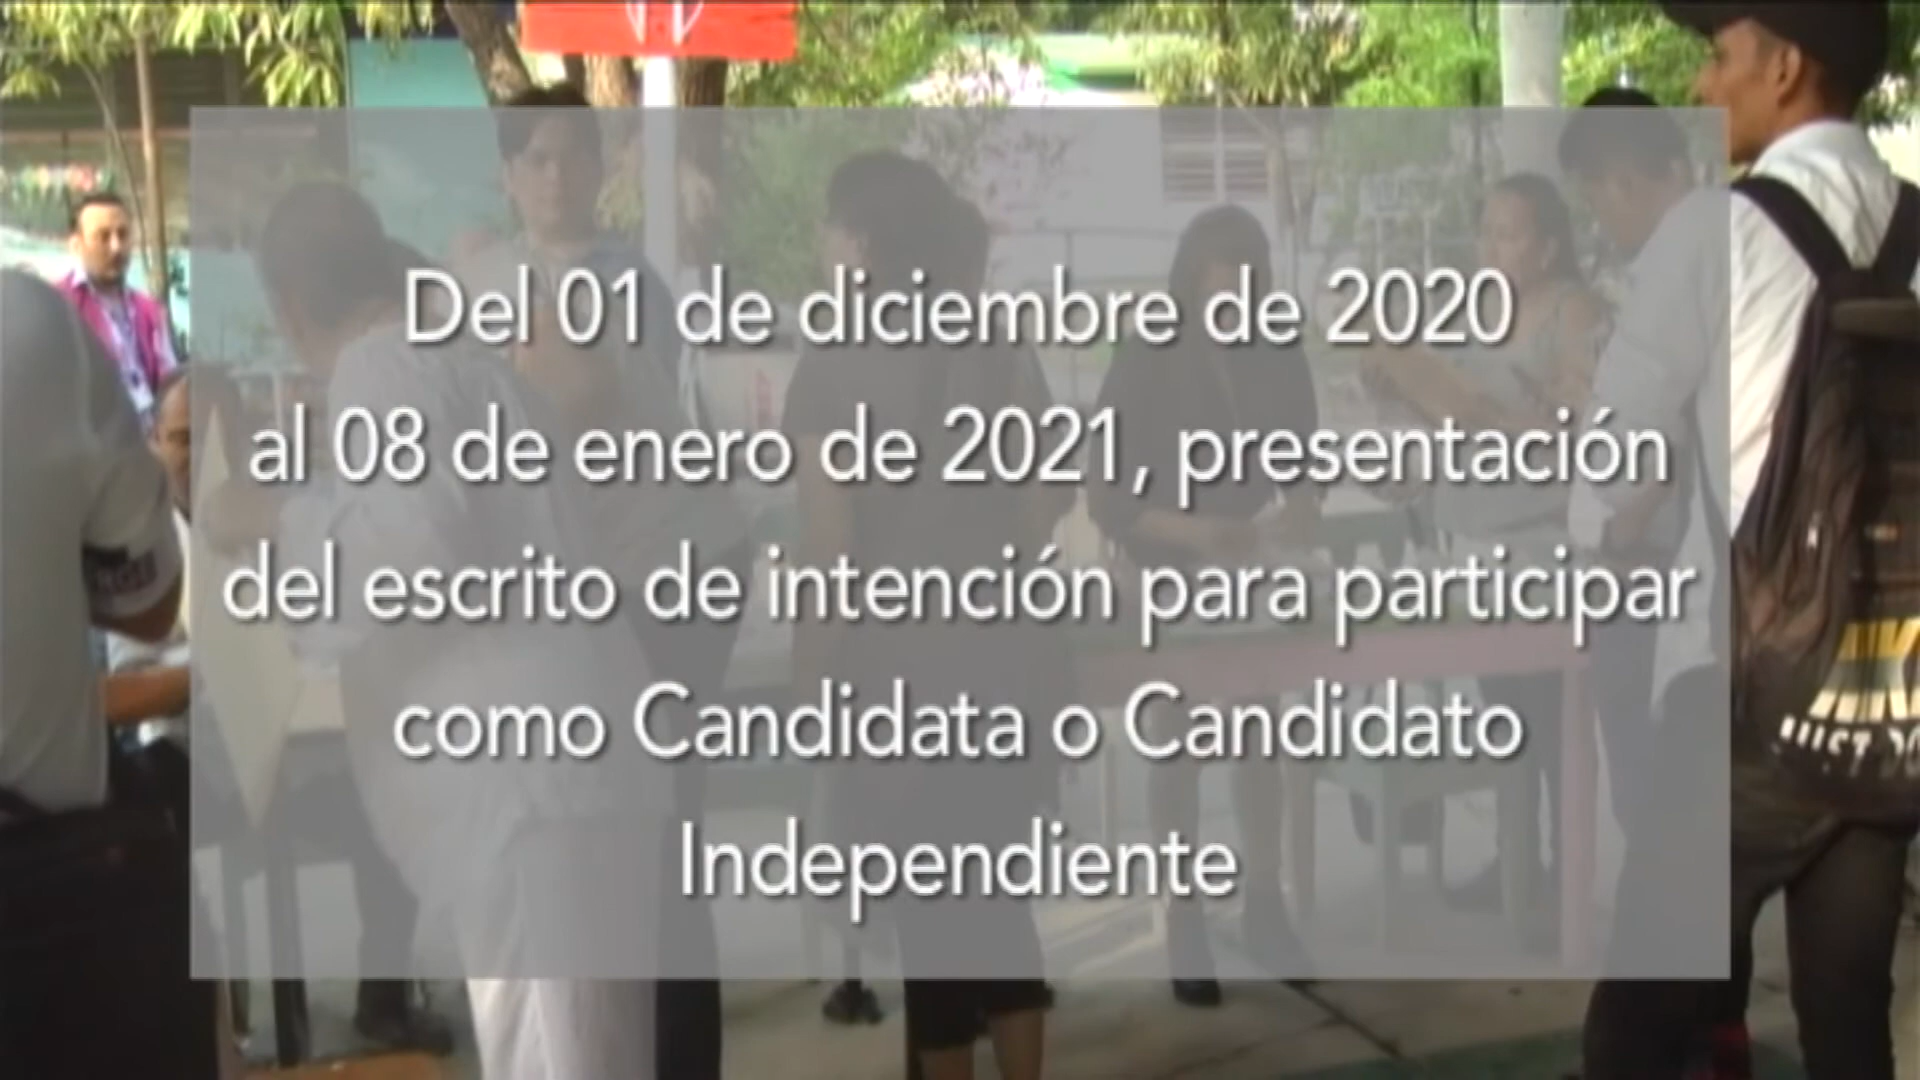 Del 01 de diciembre de 2020
al 08 de enero de 2021, presentación
del escrito de intención para participar
como Candidata o Candidato
Independiente